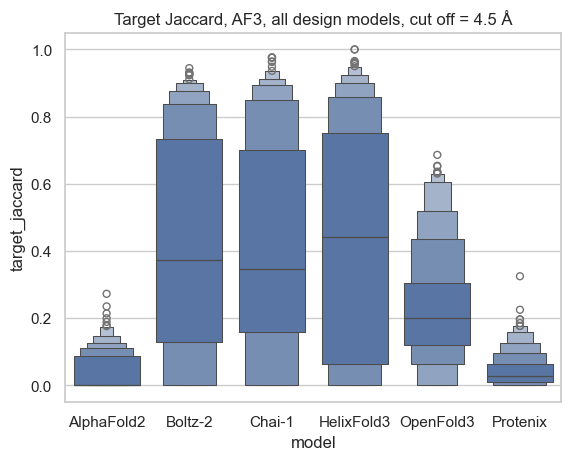 Target Jaccard, AF3, all design models, cut off = 4.5 Å
1.0
0.8
0.6
0.4
0.2
0.0
target_jaccard
AlphaFold2 Boltz-2 Chai-1 HelixFold3 OpenFold3 Protenix
model